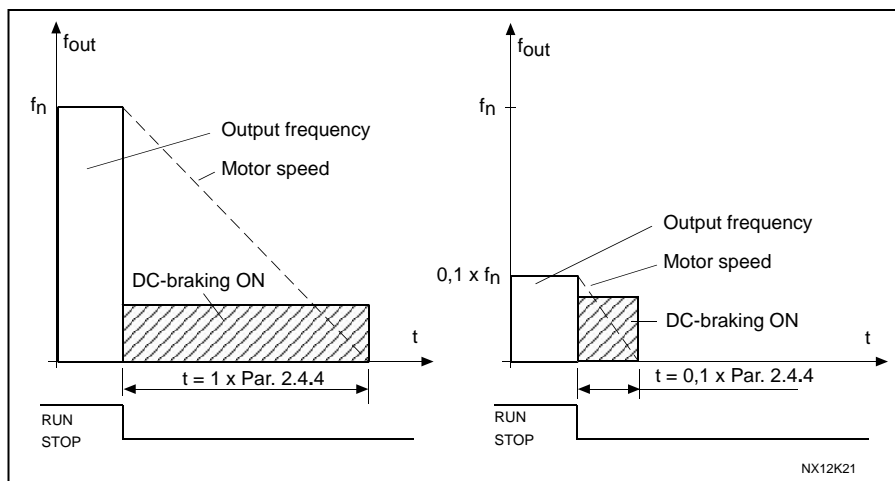 fout
fn
Output frequency
Motor speed
DC-braking ON
t
t = 1 x Par. 2.4.4
RUN
STOP
fout
fn
Output frequency
0,1 x fn
Motor speed
DC-braking ON
t
t = 0,1 x Par. 2.4.4
RUN
STOP
NX12K21